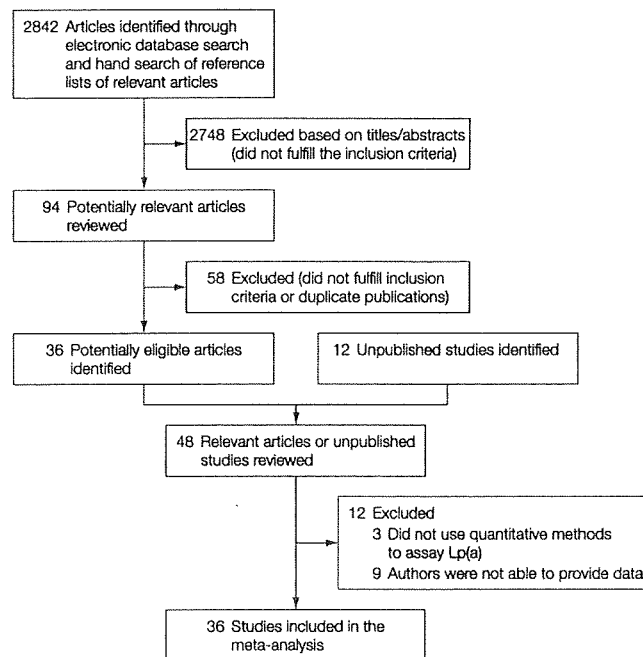 2842 Articles identified through
electronic database search
and hand search of reference
lists of relevant articles
2748 Excluded based on titles/abstracts
(did not fulfill the inclusion criteria)
94 Potentially relevant articles
reviewed
58 Excluded (did not fulfill inclusion
criteria or duplicate publications)
36 Potentially eligible articles
identified
12 Unpublished studies identified
48 Relevant articles or unpublished
studies reviewed
12 Excluded
3 Did not use quantitative methods
to assay Lp(a)
9 Authors were not able to provide data
36 Studies included in the
meta-analysis